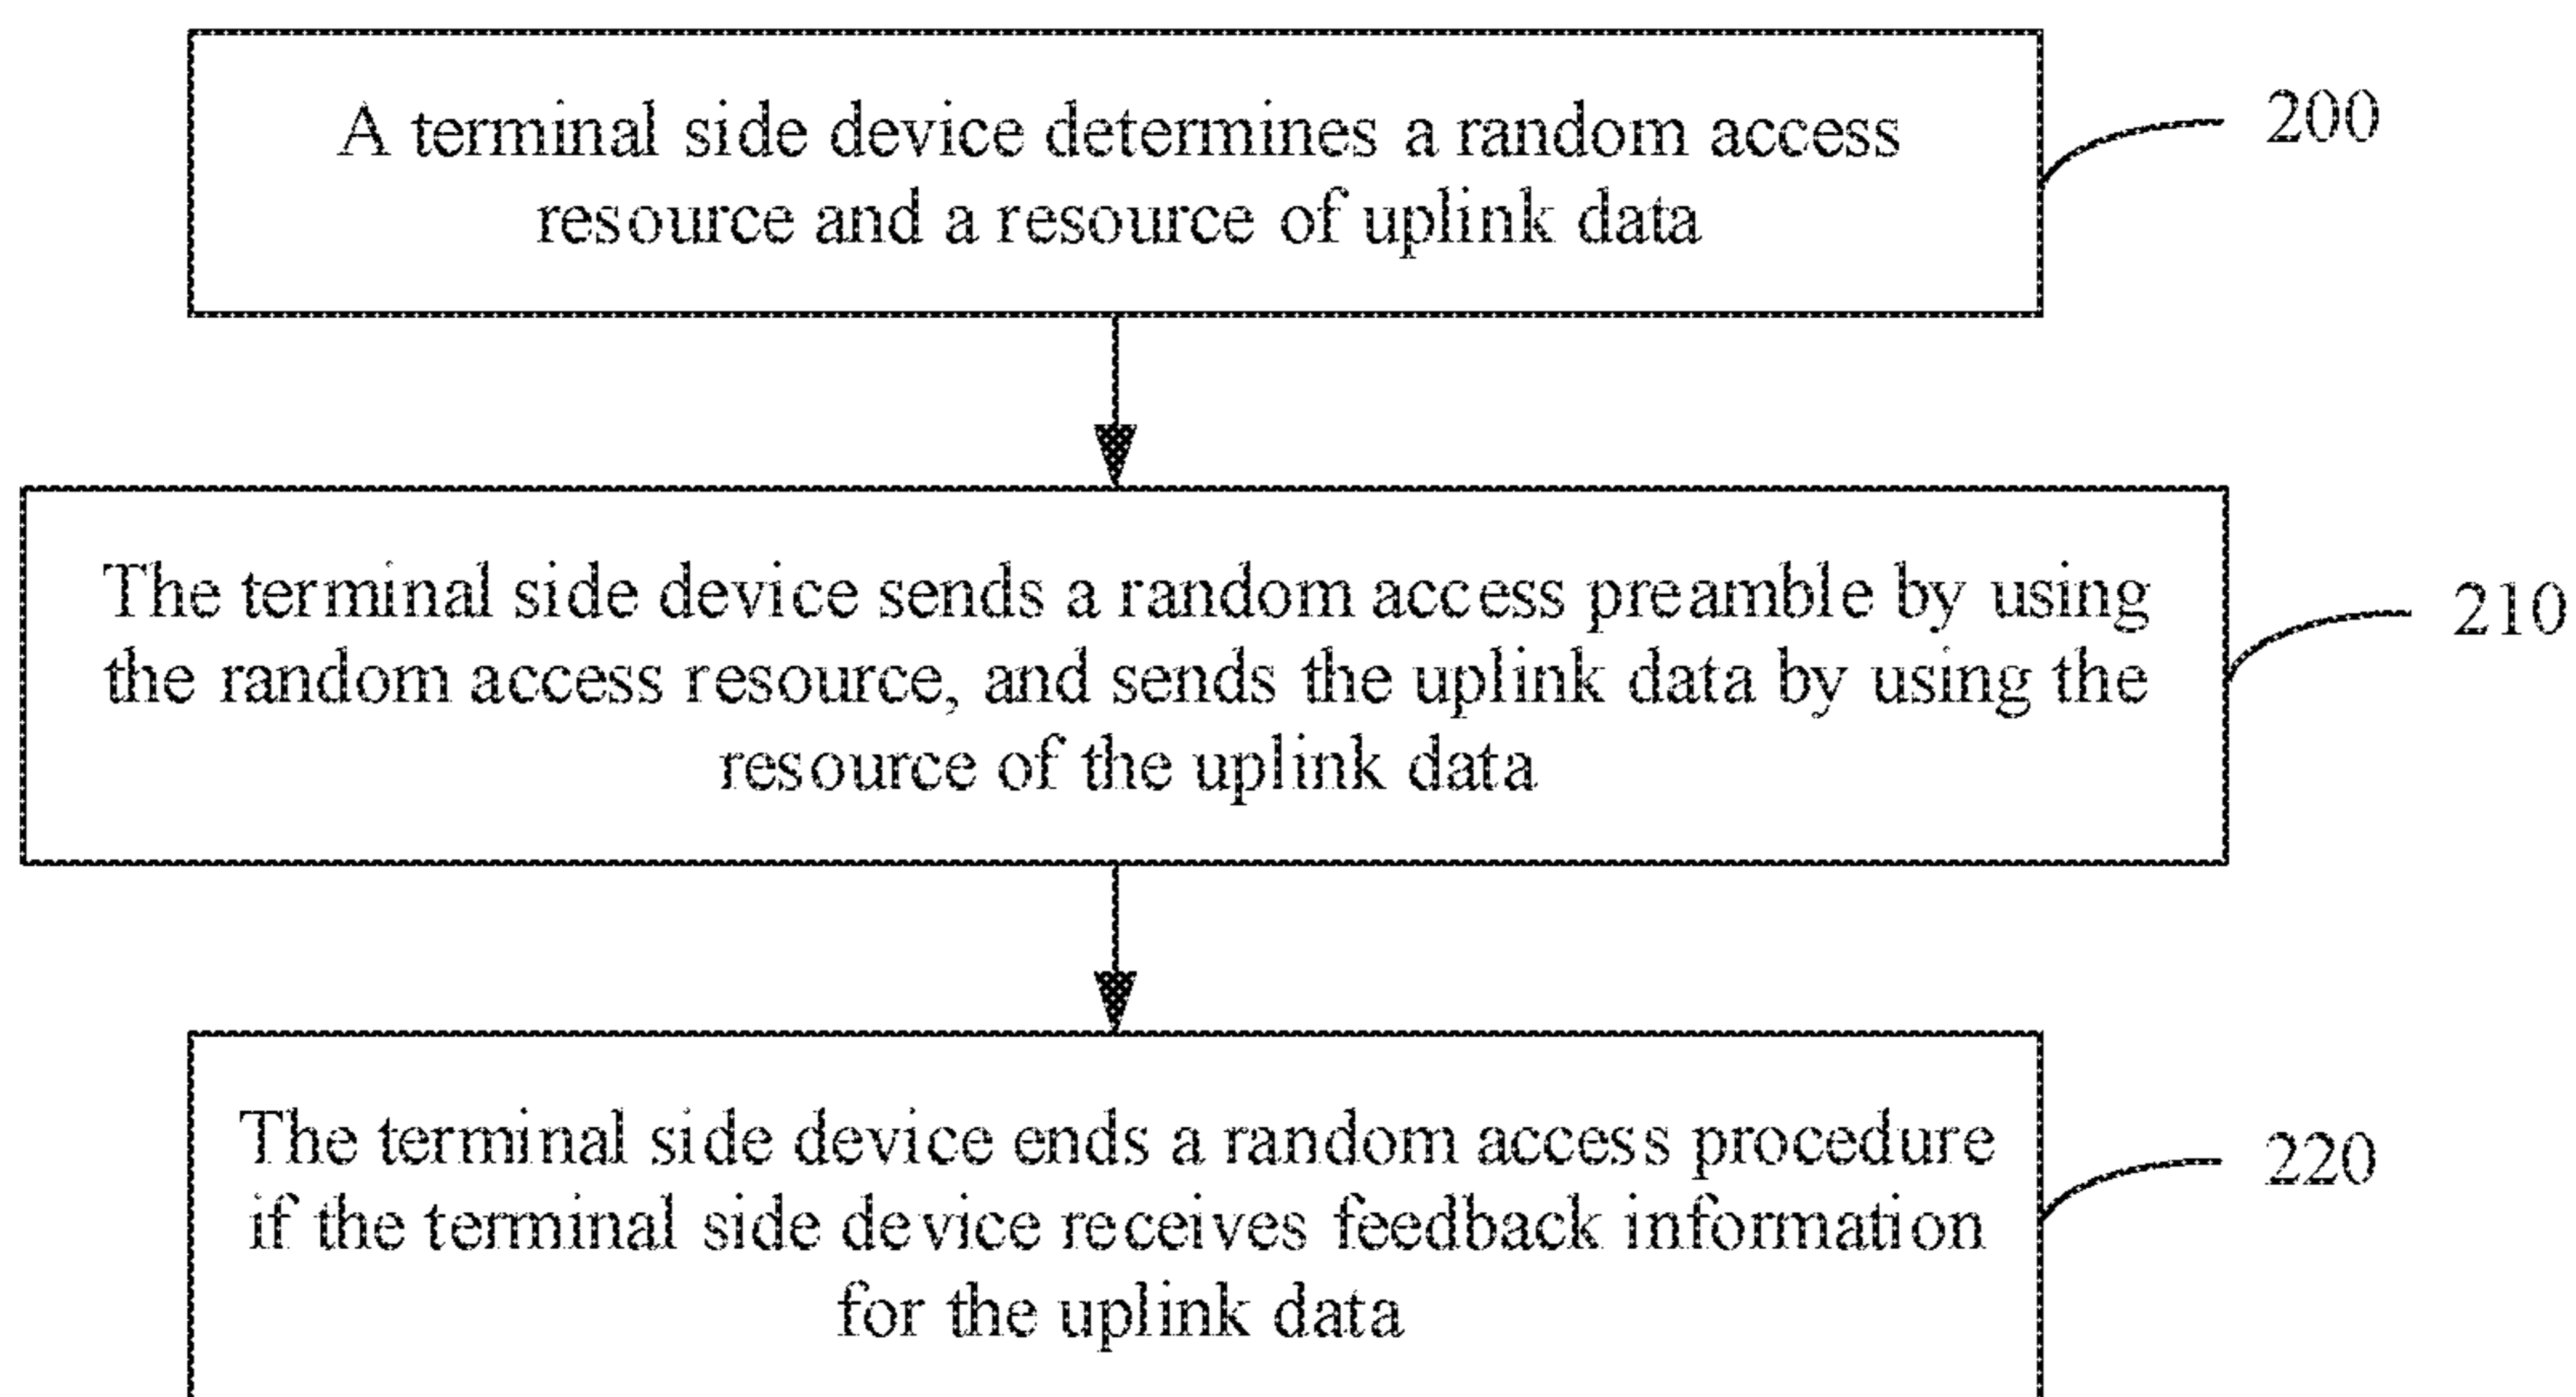 A terminal side device determines a random access
resource and a resource of uplink data
200
The terminal side device sends a random access preamble by using
the random access resource, and sends the uplink data by using the
resource of the uplink data
210
The terminal side device ends a random access procedure
if the terminal side device receives feedback information
for the uplink data
220